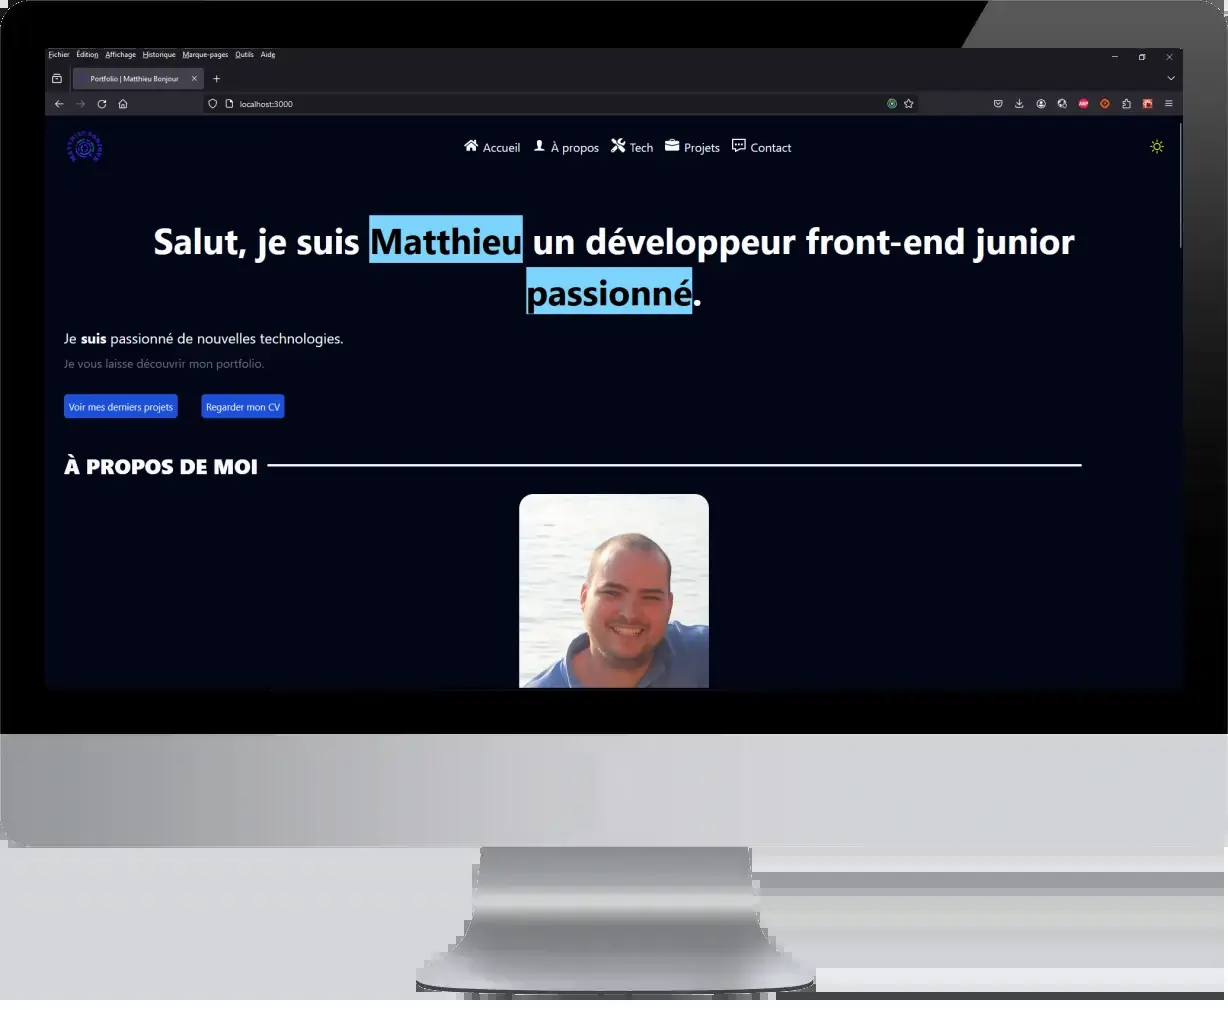 Fichier Édition Affichage Historique Marque-pages Outils Aide
Portfolio | Matthieu Bonjour
localhost:3000
Accueil À propos Tech Projets Contact
Salut, je suis Matthieu un développeur front-end junior
passionné.
Je suis passionné de nouvelles technologies.
Je vous laisse découvrir mon portfolio.
Voir mes derniers projets Regarder mon CV
À PROPOS DE MOI